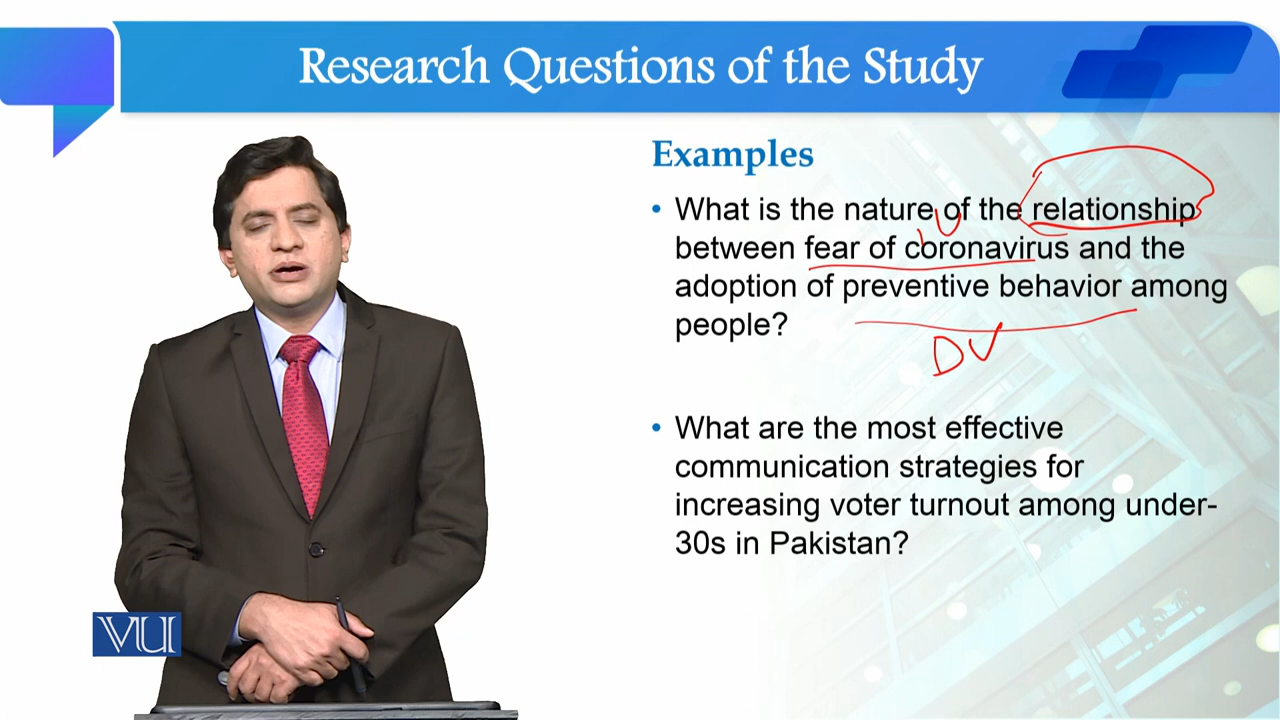 Research Questions of the Study
Examples
• What is the nature of the relationship
between fear of coronavirus and the
adoption of preventive behavior among
people?
IV
DV
• What are the most effective
communication strategies for
increasing voter turnout among under-
30s in Pakistan?
VU